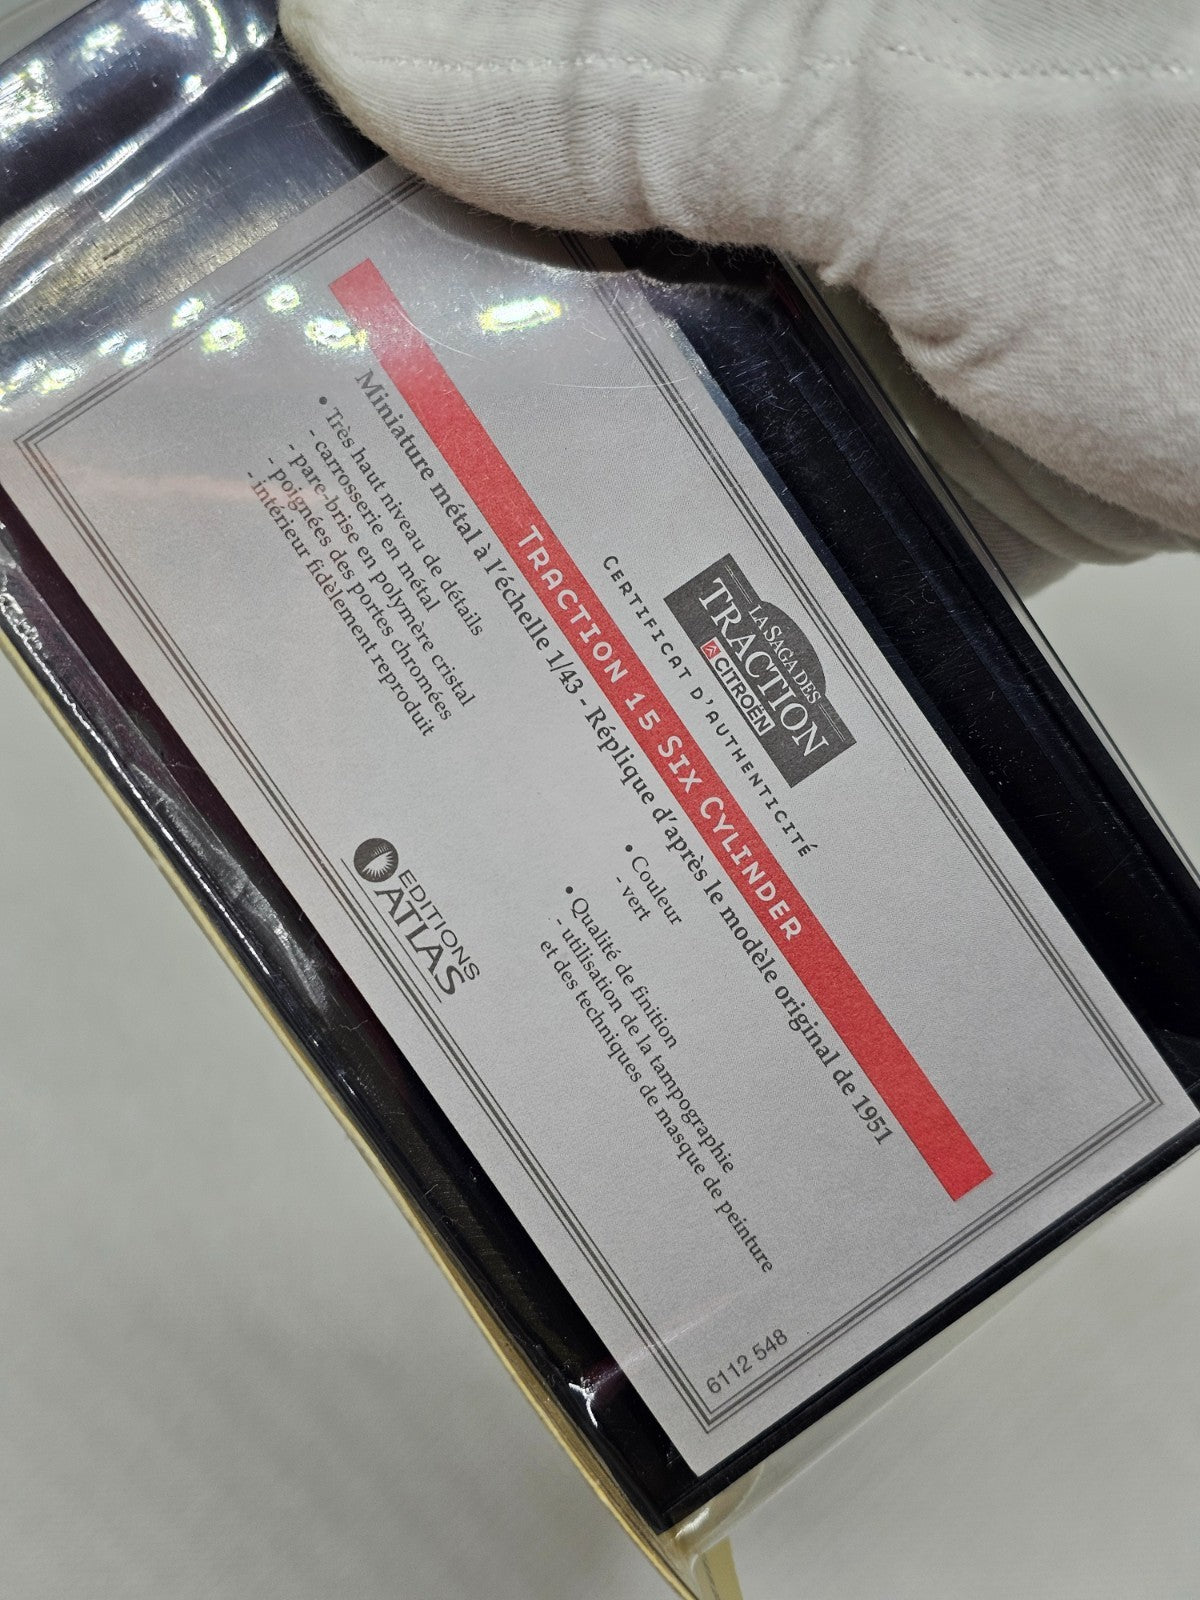 LA SAGA DES
TRACTION
CITROËN
CERTIFICAT D'AUTHENTICITÉ
TRACTION 15 SIX CYLINDER
Miniature métal à l'échelle 1/43 - Réplique d'après le modèle original de 1951
• Très haut niveau de détails
- carrosserie en métal
- pare-brise en polymère cristal
- poignées des portes chromées
- intérieur fidèlement reproduit
• Couleur
- vert
• Qualité de finition
- utilisation de la tampographie
et des techniques de masque de peinture
EDITIONS
ATLAS
6112 548